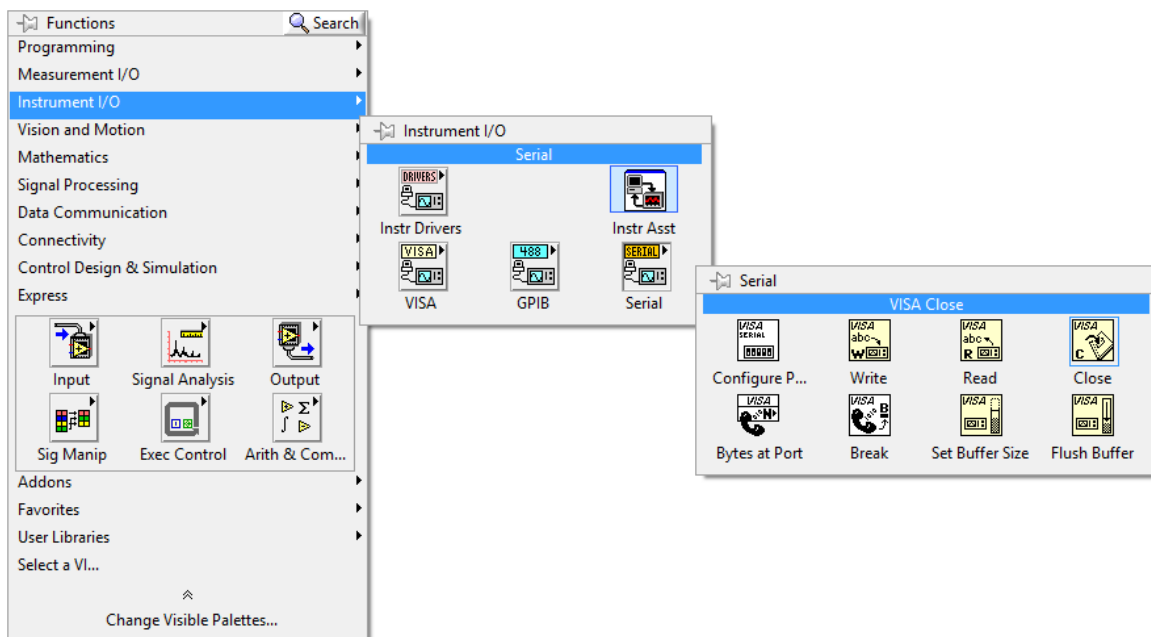 Functions Search
Programming
Measurement I/O
Instrument I/O
Vision and Motion
Mathematics
Signal Processing
Data Communication
Connectivity
Control Design & Simulation
Express
Input Signal Analysis Output
Sig Manip Exec Control Arith & Com...
Addons
Favorites
User Libraries
Select a VI...
Change Visible Palettes...
Instrument I/O
Serial
DRIVERS
Instr Drivers Instr Asst
VISA 488 SERIAL
VISA GPIB Serial
Serial
VISA Close
VISA SERIAL VISA abc W VISA abc R VISA C
Configure P... Write Read Close
VISA N VISA B VISA VISA
Bytes at Port Break Set Buffer Size Flush Buffer